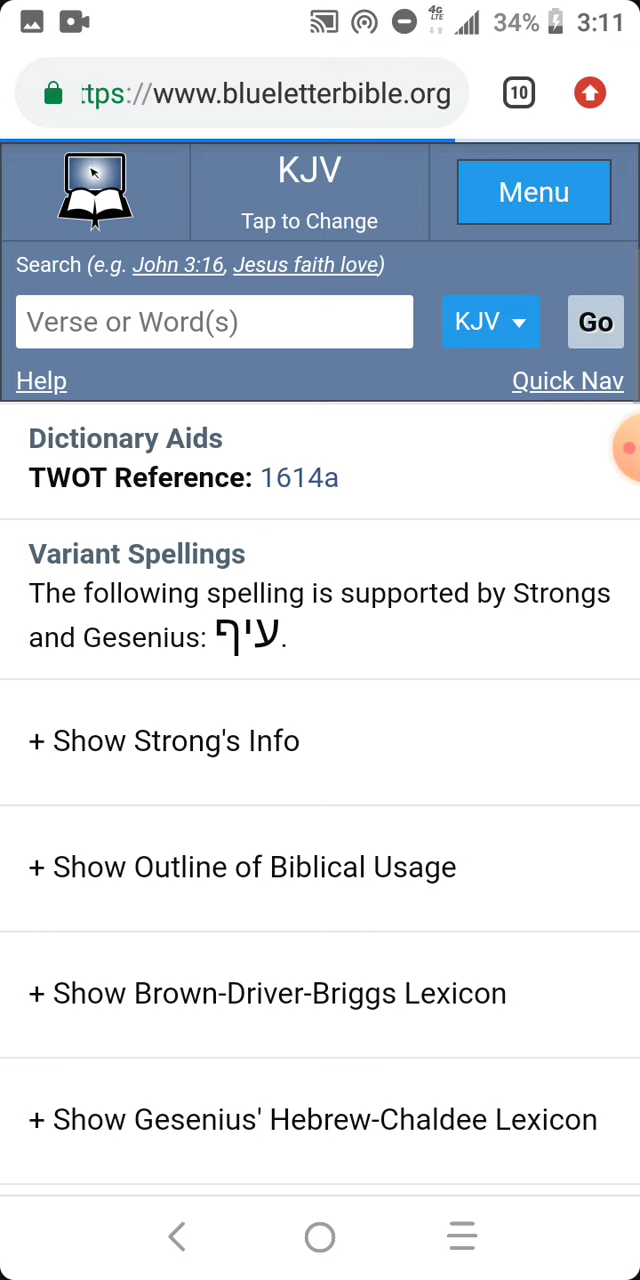 4G
LTE
34%
3:11
ttps://www.blueletterbible.org
10
KJV
Tap to Change
Menu
Search (e.g. John 3:16, Jesus faith love)
Verse or Word(s)
KJV
Go
Help
Quick Nav
Dictionary Aids
TWOT Reference: 1614a
Variant Spellings
The following spelling is supported by Strongs
and Gesenius: עיף.
+ Show Strong's Info
+ Show Outline of Biblical Usage
+ Show Brown-Driver-Briggs Lexicon
+ Show Gesenius' Hebrew-Chaldee Lexicon